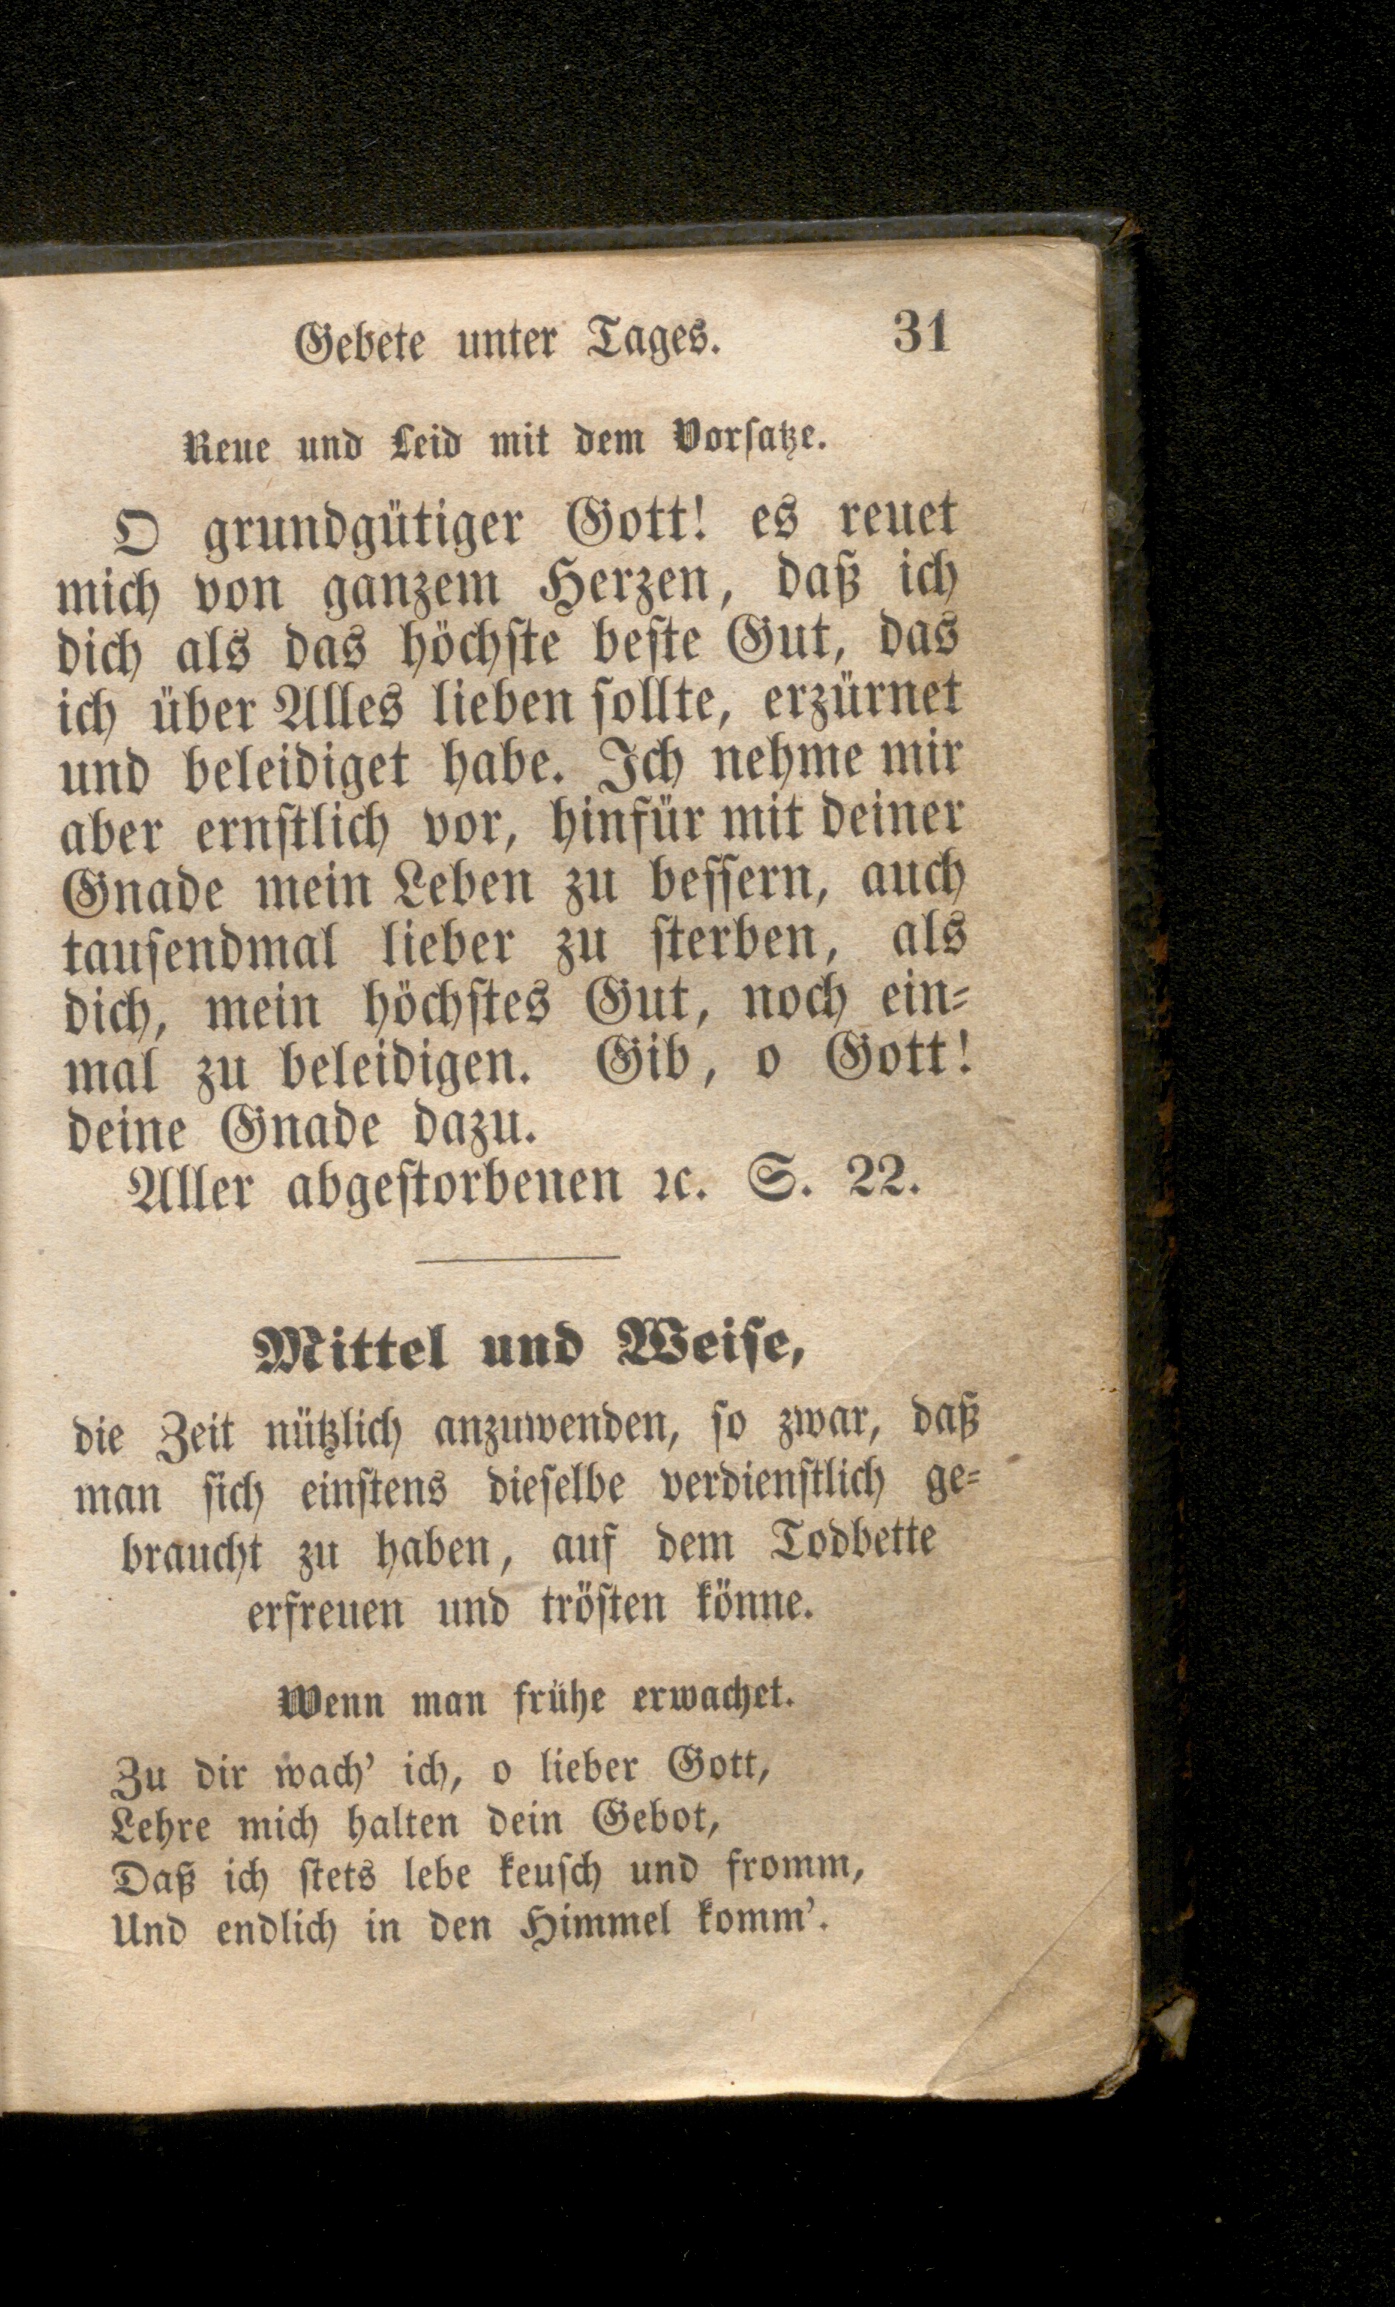 Gebete unter Tages. 31
Reue und Leid mit dem Vorſatze.
O grundgütiger Gott! es reuet
mich von ganzem Herzen, daß ich
dich als das höchſte beſte Gut, das
ich über Alles lieben ſollte, erzürnet
und beleidiget habe. Ich nehme mir
aber ernſtlich vor, hinfür mit deiner
Gnade mein Leben zu beſſern, auch
tauſendmal lieber zu ſterben, als
dich, mein höchſtes Gut, noch ein⸗
mal zu beleidigen. Gib, o Gott!
deine Gnade dazu.
Aller abgeſtorbenen ꝛc. S. 22.
Mittel und Weiſe,
die Zeit nützlich anzuwenden, ſo zwar, daß
man ſich einſtens dieſelbe verdienſtlich ge⸗
braucht zu haben, auf dem Todbette
erfreuen und tröſten könne.
Wenn man frühe erwachet.
Zu dir wach' ich, o lieber Gott,
Lehre mich halten dein Gebot,
Daß ich ſtets lebe keuſch und fromm,
Und endlich in den Himmel komm'.